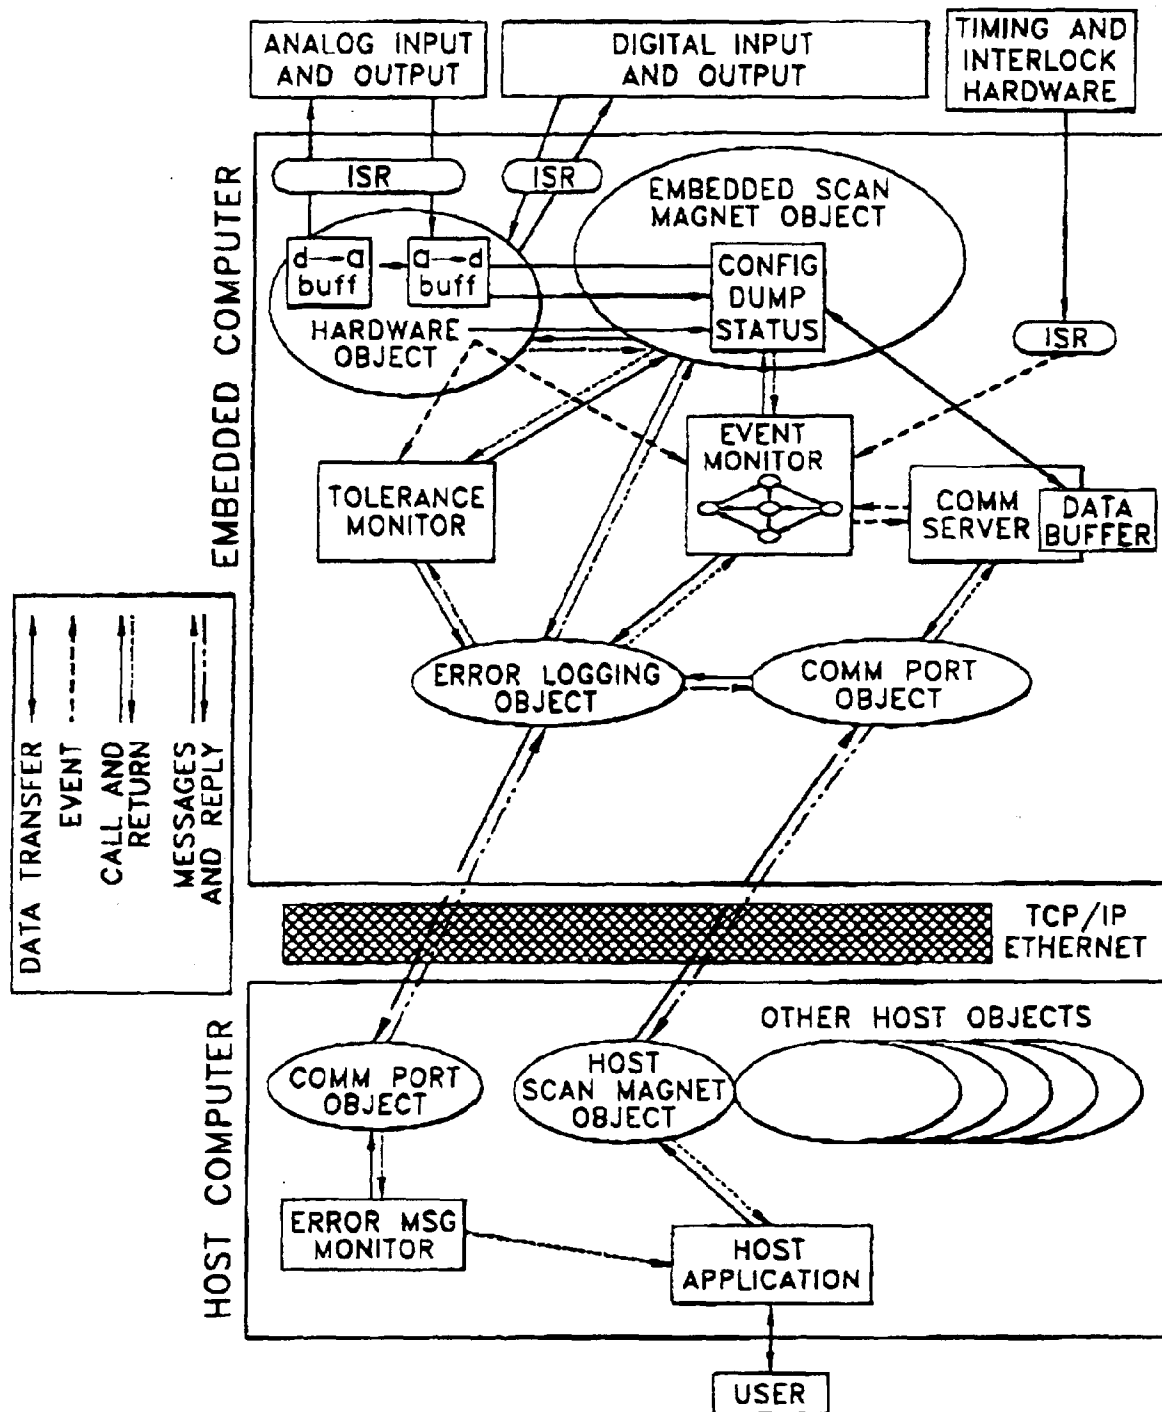 ANALOG INPUT
AND OUTPUT
DIGITAL INPUT
AND OUTPUT
TIMING AND
INTERLOCK
HARDWARE
EMBEDDED COMPUTER
ISR
ISR
EMBEDDED SCAN
MAGNET OBJECT
d→a
buff
a→d
buff
CONFIG
DUMP
STATUS
HARDWARE
OBJECT
ISR
EVENT
MONITOR
TOLERANCE
MONITOR
COMM
SERVER
DATA
BUFFER
ERROR LOGGING
OBJECT
COMM PORT
OBJECT
DATA TRANSFER
EVENT
CALL AND
RETURN
MESSAGES
AND REPLY
TCP/IP
ETHERNET
HOST COMPUTER
OTHER HOST OBJECTS
COMM PORT
OBJECT
HOST
SCAN MAGNET
OBJECT
ERROR MSG
MONITOR
HOST
APPLICATION
USER